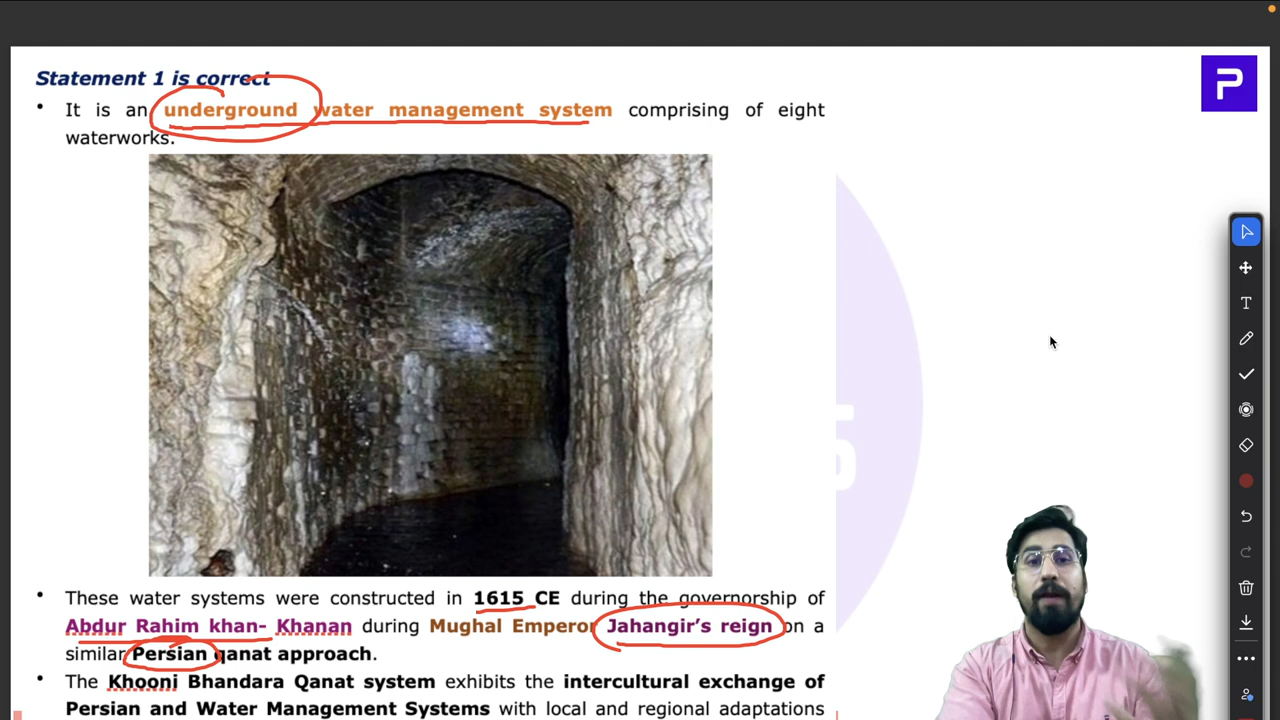 Statement 1 is correct
• It is an underground water management system comprising of eight
waterworks.
• These water systems were constructed in 1615 CE during the governorship of
Abdur Rahim khan- Khanan during Mughal Emperor Jahangir's reign on a
similar Persian qanat approach.
• The Khooni Bhandara Qanat system exhibits the intercultural exchange of
Persian and Water Management Systems with local and regional adaptations